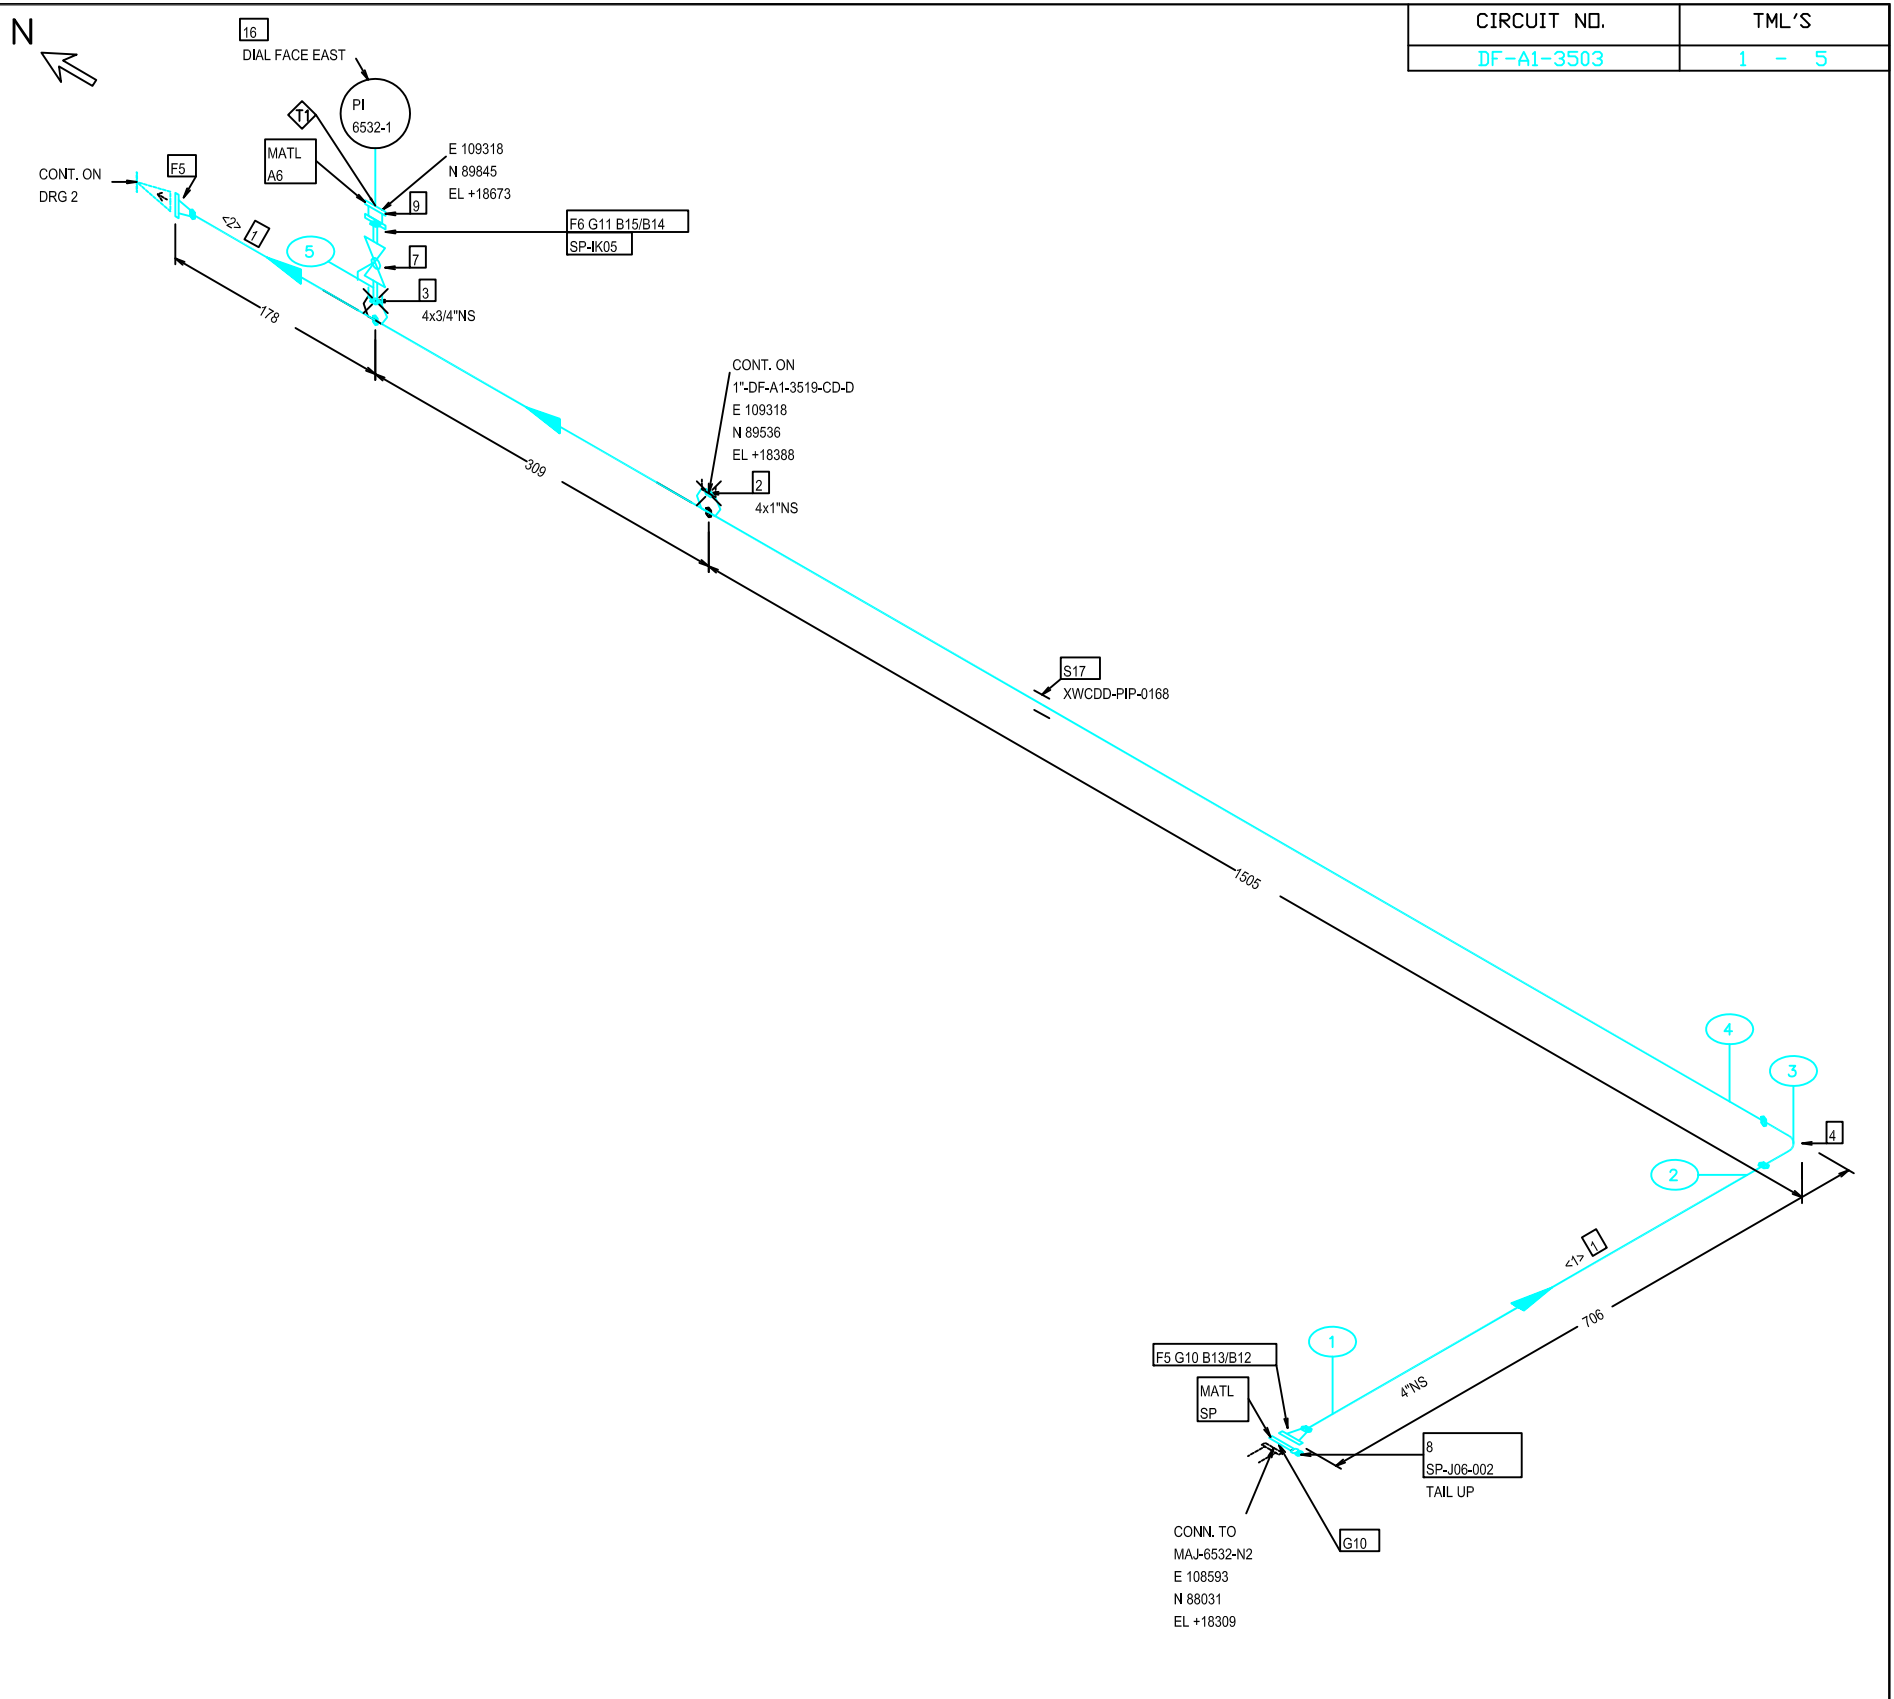 CIRCUIT NO.
TML'S
DF-A1-3503
1 - 5
N
16
DIAL FACE EAST
PI
6532-1
T1
MATL
A6
E 109318
N 89845
EL +18673
CONT. ON
DRG 2
F5
9
F6 G11 B15/B14
SP-IK05
<2> 1
5
7
3
4x3/4"NS
178
CONT. ON
1"-DF-A1-3519-CD-D
E 109318
N 89536
EL +18388
309
2
4x1"NS
S17
XWCDD-PIP-0168
1505
4
3
4
2
<1> 1
706
1
F5 G10 B13/B12
4"NS
MATL
SP
8
SP-J06-002
TAIL UP
CONN. TO
MAJ-6532-N2
E 108593
N 88031
EL +18309
G10